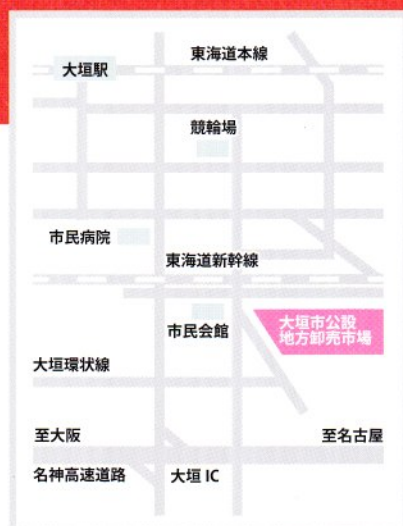 東海道本線
大垣駅
競輪場
市民病院
東海道新幹線
市民会館
大垣市公設
地方卸売市場
大垣環状線
至大阪
至名古屋
名神高速道路
大垣 IC